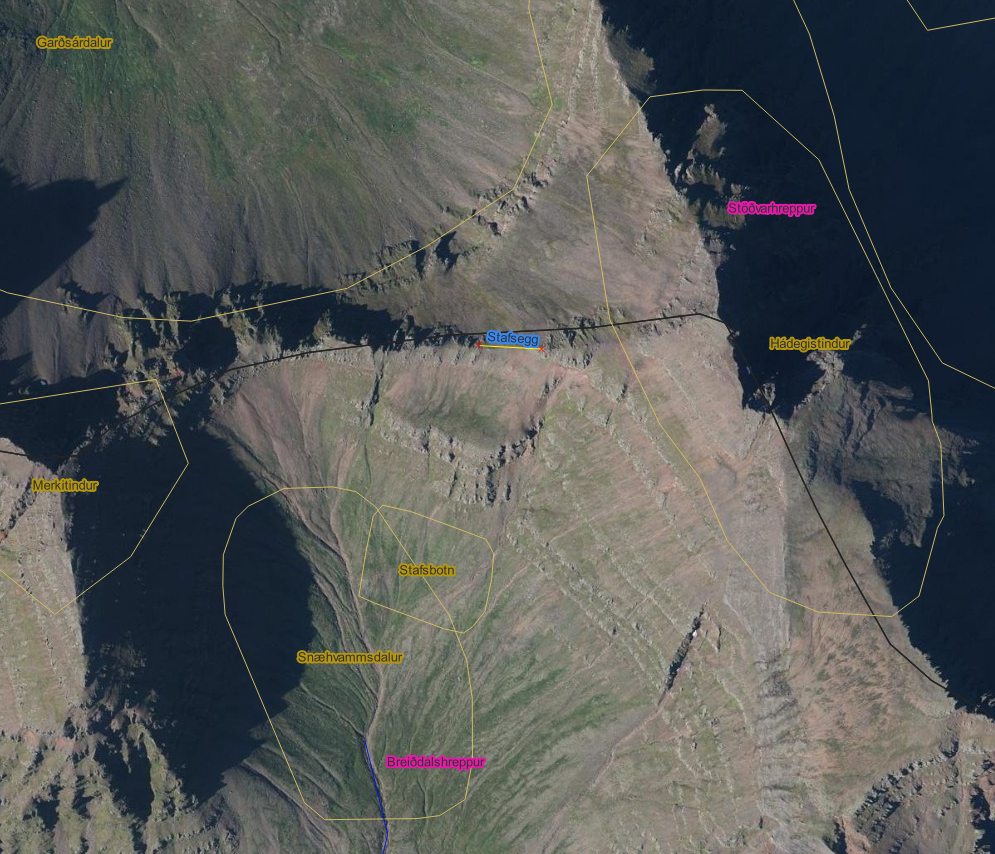 Garðsárdalur
Stöðvarhreppur
Stafsegg
Hádegistindur
Merkitindur
Stafsbotn
Snæhvammsdalur
Breiðdalshreppur